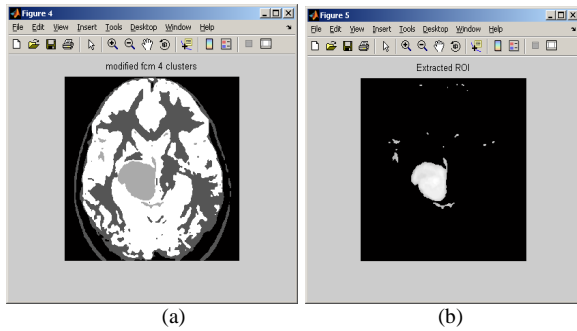 Figure 4
File Edit View Insert Tools Desktop Window Help
modified fcm 4 clusters
(a)
Figure 5
File Edit View Insert Tools Desktop Window Help
Extracted ROI
(b)